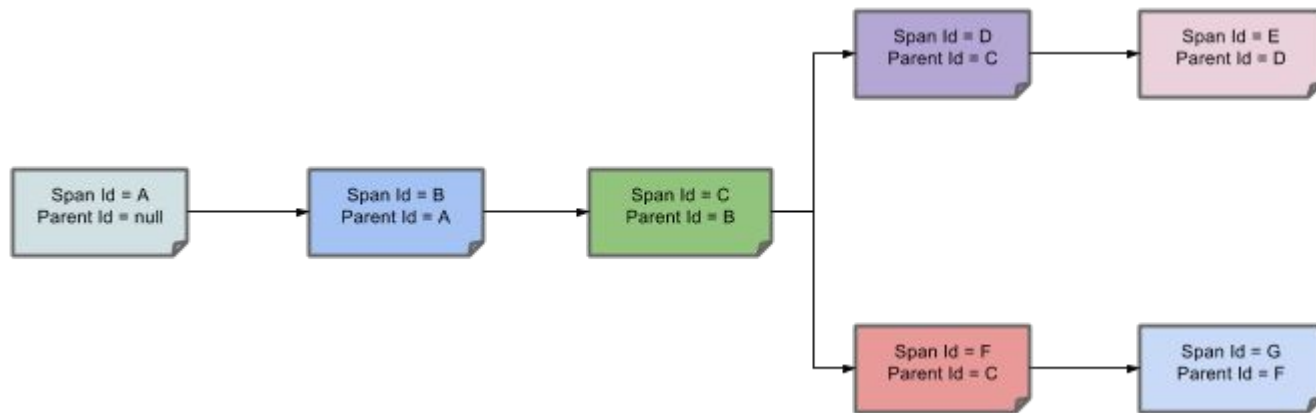 Span Id = D
Parent Id = C
Span Id = E
Parent Id = D
Span Id = A
Parent Id = null
Span Id = B
Parent Id = A
Span Id = C
Parent Id = B
Span Id = F
Parent Id = C
Span Id = G
Parent Id = F